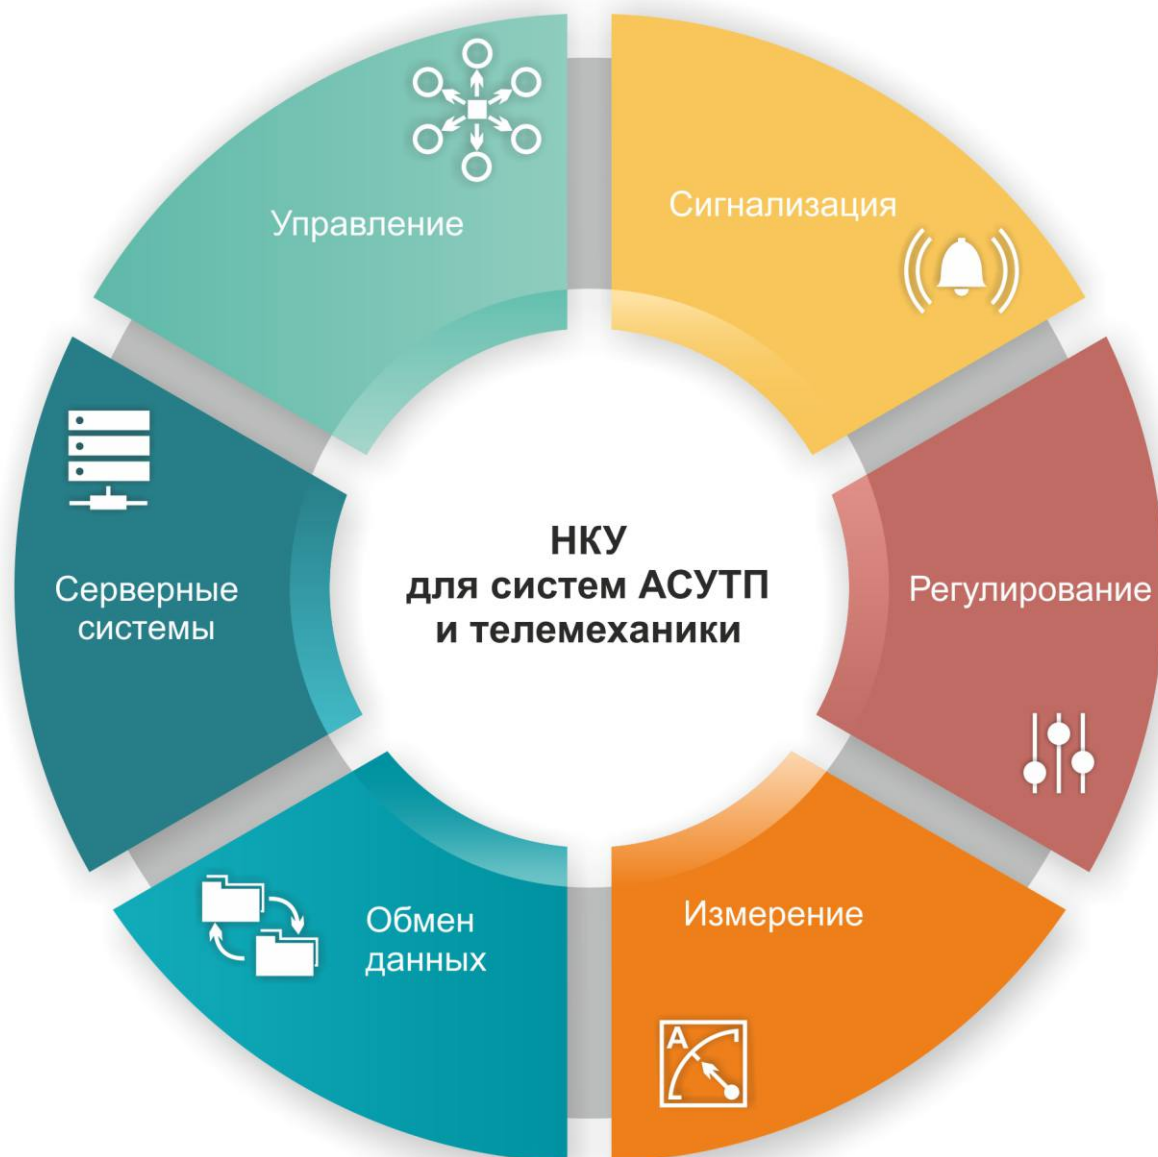 Управление
Сигнализация
Серверные
системы
НКУ
для систем АСУТП
и телемеханики
Регулирование
Обмен
данных
Измерение
A